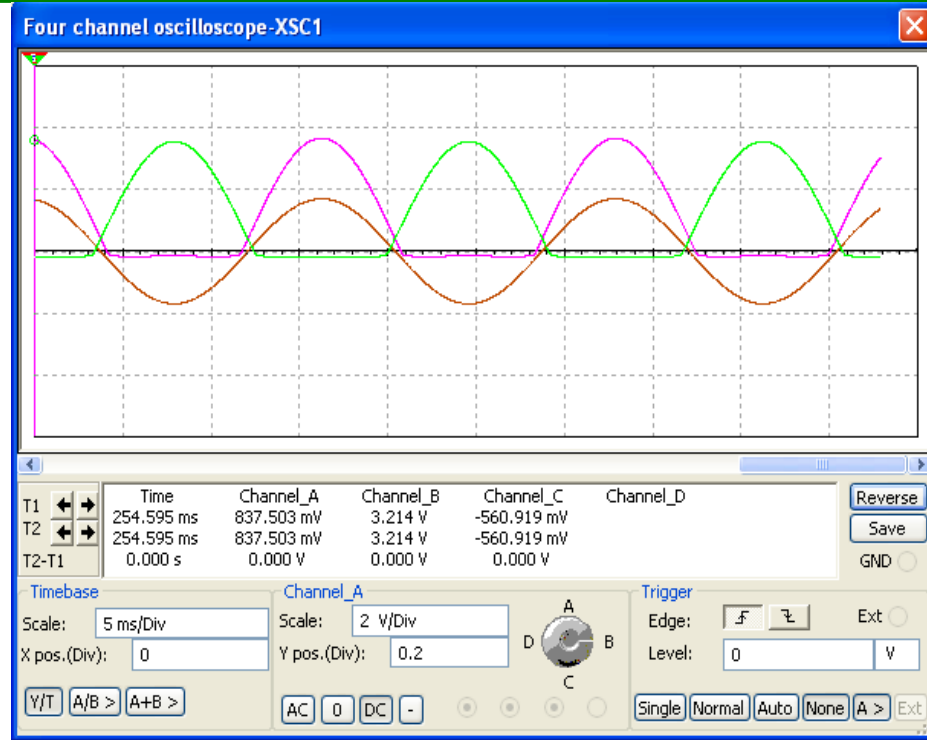 Four channel oscilloscope-XSC1
Time Channel_A Channel_B Channel_C Channel_D
T1 254.595 ms 837.503 mV 3.214 V -560.919 mV
T2 254.595 ms 837.503 mV 3.214 V -560.919 mV
T2-T1 0.000 s 0.000 V 0.000 V 0.000 V
Reverse
Save
GND
Timebase
Scale: 5 ms/Div
X pos.(Div): 0
Y/T A/B > A+B >
Channel_A
Scale: 2 V/Div
Y pos.(Div): 0.2
AC 0 DC -
A
D B
C
Trigger
Edge: Ext
Level: 0 V
Single Normal Auto None A > Ext